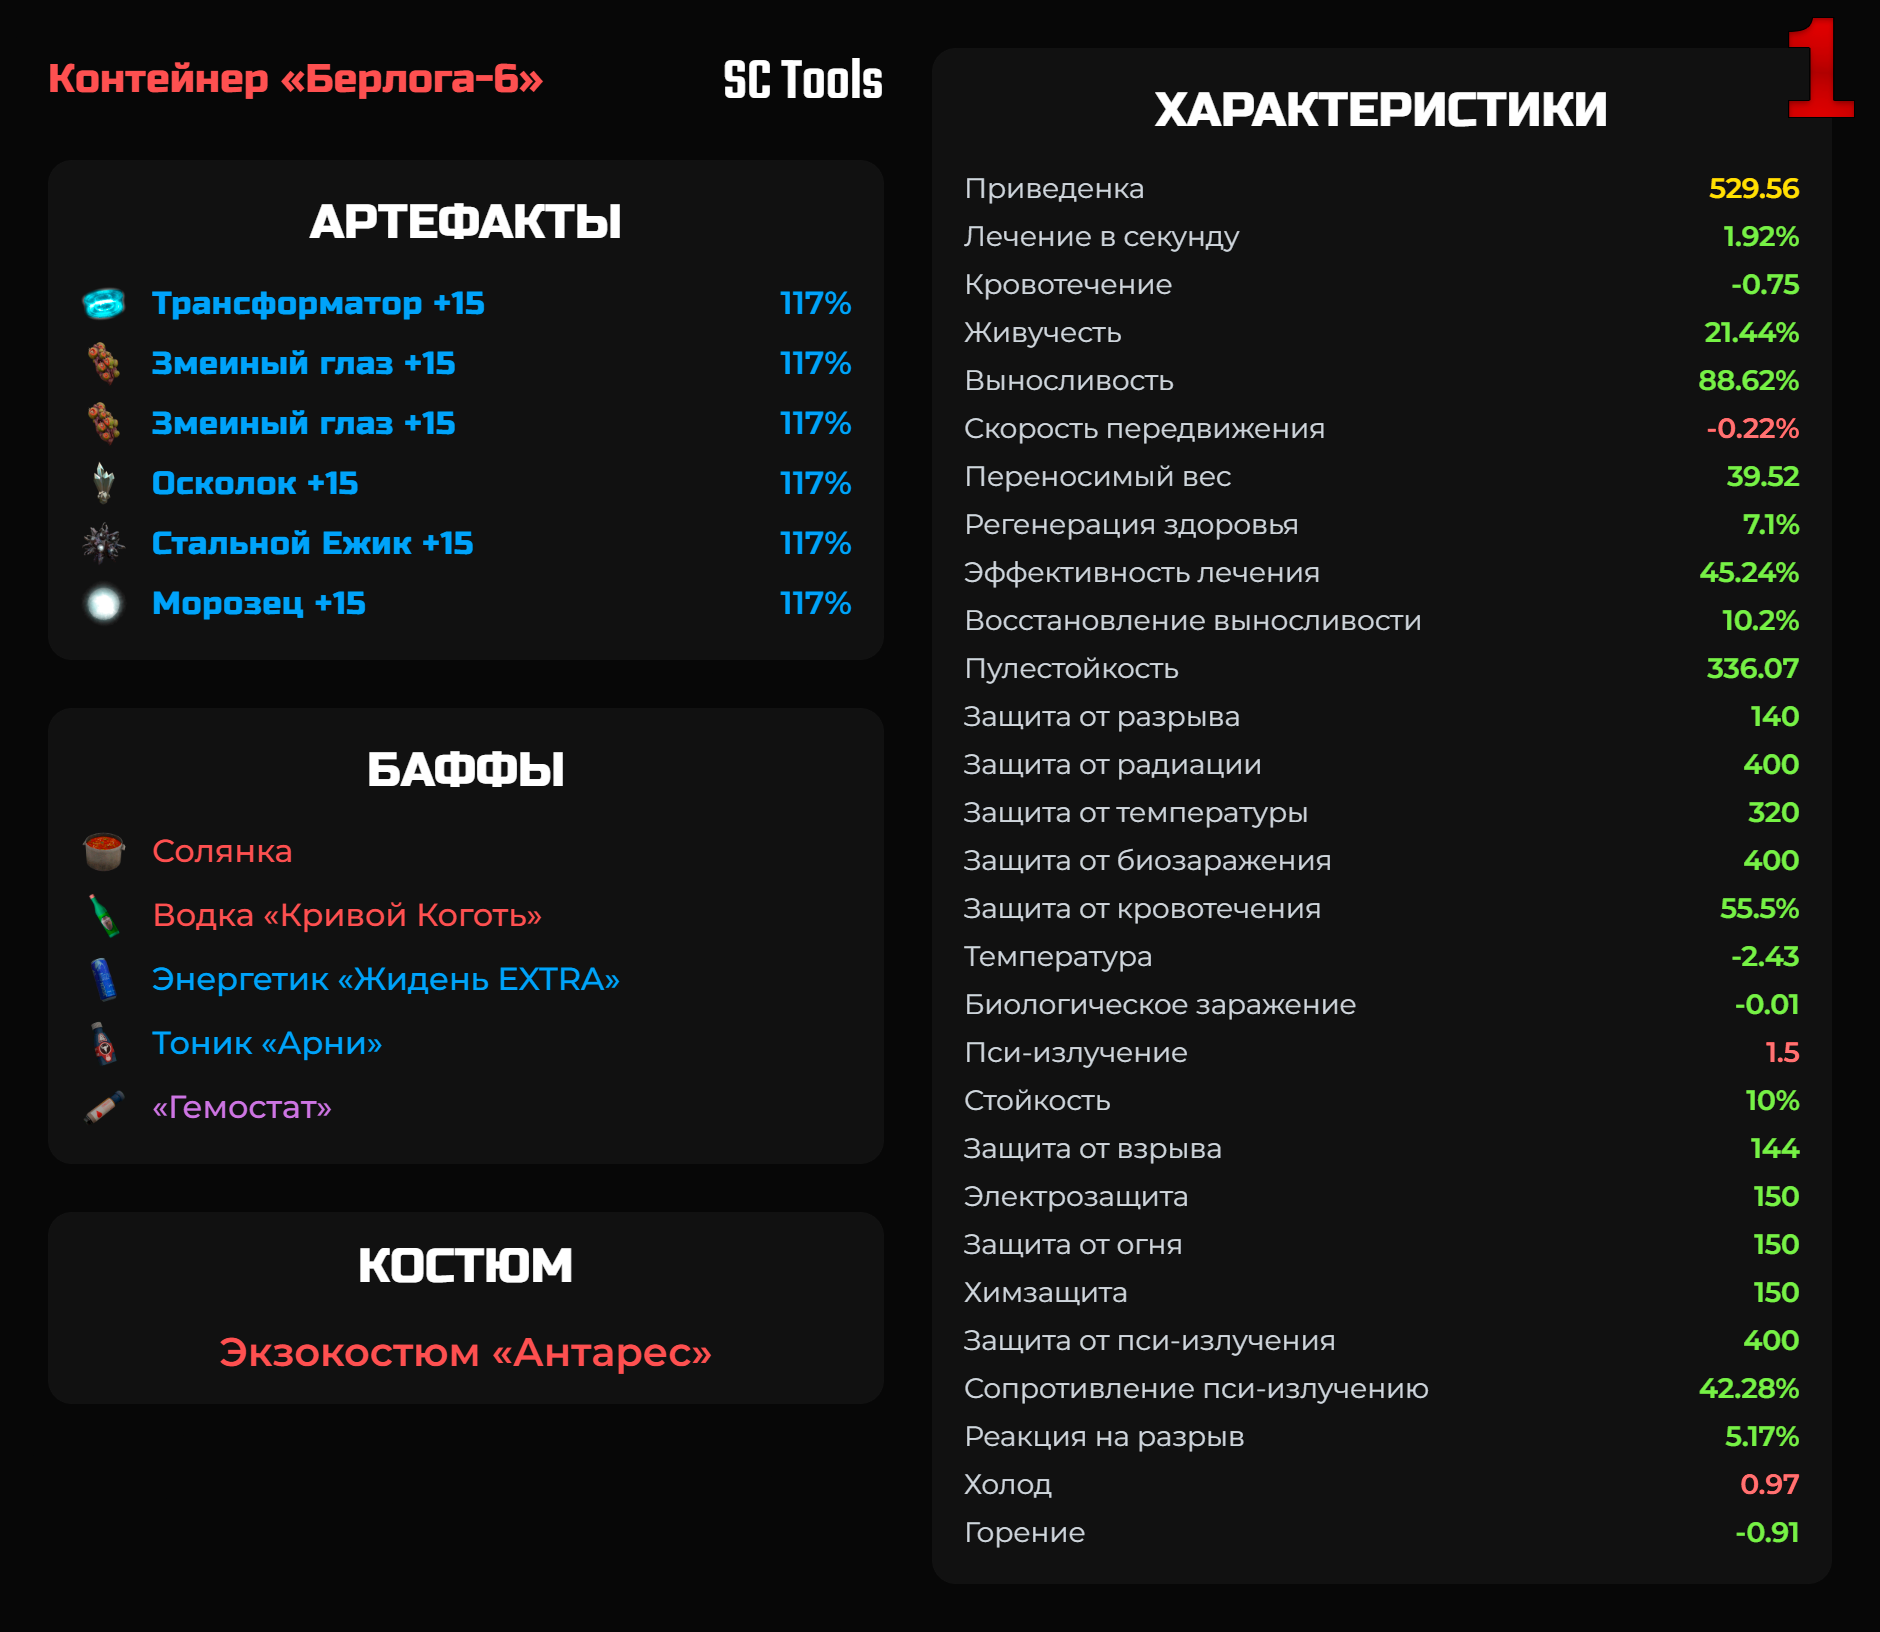 Контейнер «Берлога-6»
SC Tools
АРТЕФАКТЫ
Трансформатор +15 117%
Змеиный глаз +15 117%
Змеиный глаз +15 117%
Осколок +15 117%
Стальной Ежик +15 117%
Морозец +15 117%
БАФФЫ
Солянка
Водка «Кривой Коготь»
Энергетик «Жидень EXTRA»
Тоник «Арни»
«Гемостат»
КОСТЮМ
Экзокостюм «Антарес»
1
ХАРАКТЕРИСТИКИ
Приведенка 529.56
Лечение в секунду 1.92%
Кровотечение -0.75
Живучесть 21.44%
Выносливость 88.62%
Скорость передвижения -0.22%
Переносимый вес 39.52
Регенерация здоровья 7.1%
Эффективность лечения 45.24%
Восстановление выносливости 10.2%
Пулестойкость 336.07
Защита от разрыва 140
Защита от радиации 400
Защита от температуры 320
Защита от биозаражения 400
Защита от кровотечения 55.5%
Температура -2.43
Биологическое заражение -0.01
Пси-излучение 1.5
Стойкость 10%
Защита от взрыва 144
Электрозащита 150
Защита от огня 150
Химзащита 150
Защита от пси-излучения 400
Сопротивление пси-излучению 42.28%
Реакция на разрыв 5.17%
Холод 0.97
Горение -0.91